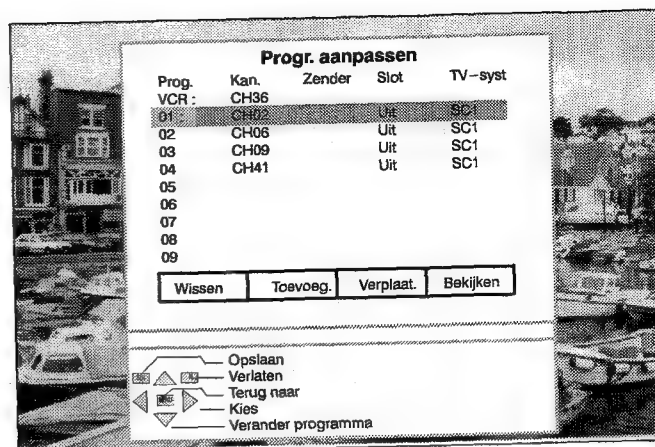 Progr. aanpassen
Prog. Kan. Zender Slot TV-syst
VCR : CH36
01 : CH02 Uit SC1
02 CH06 Uit SC1
03 CH09 Uit SC1
04 CH41 Uit SC1
05
06
07
08
09
Wissen Toevoeg. Verplaat. Bekijken
Opslaan
Verlaten
Terug naar
Kies
Verander programma